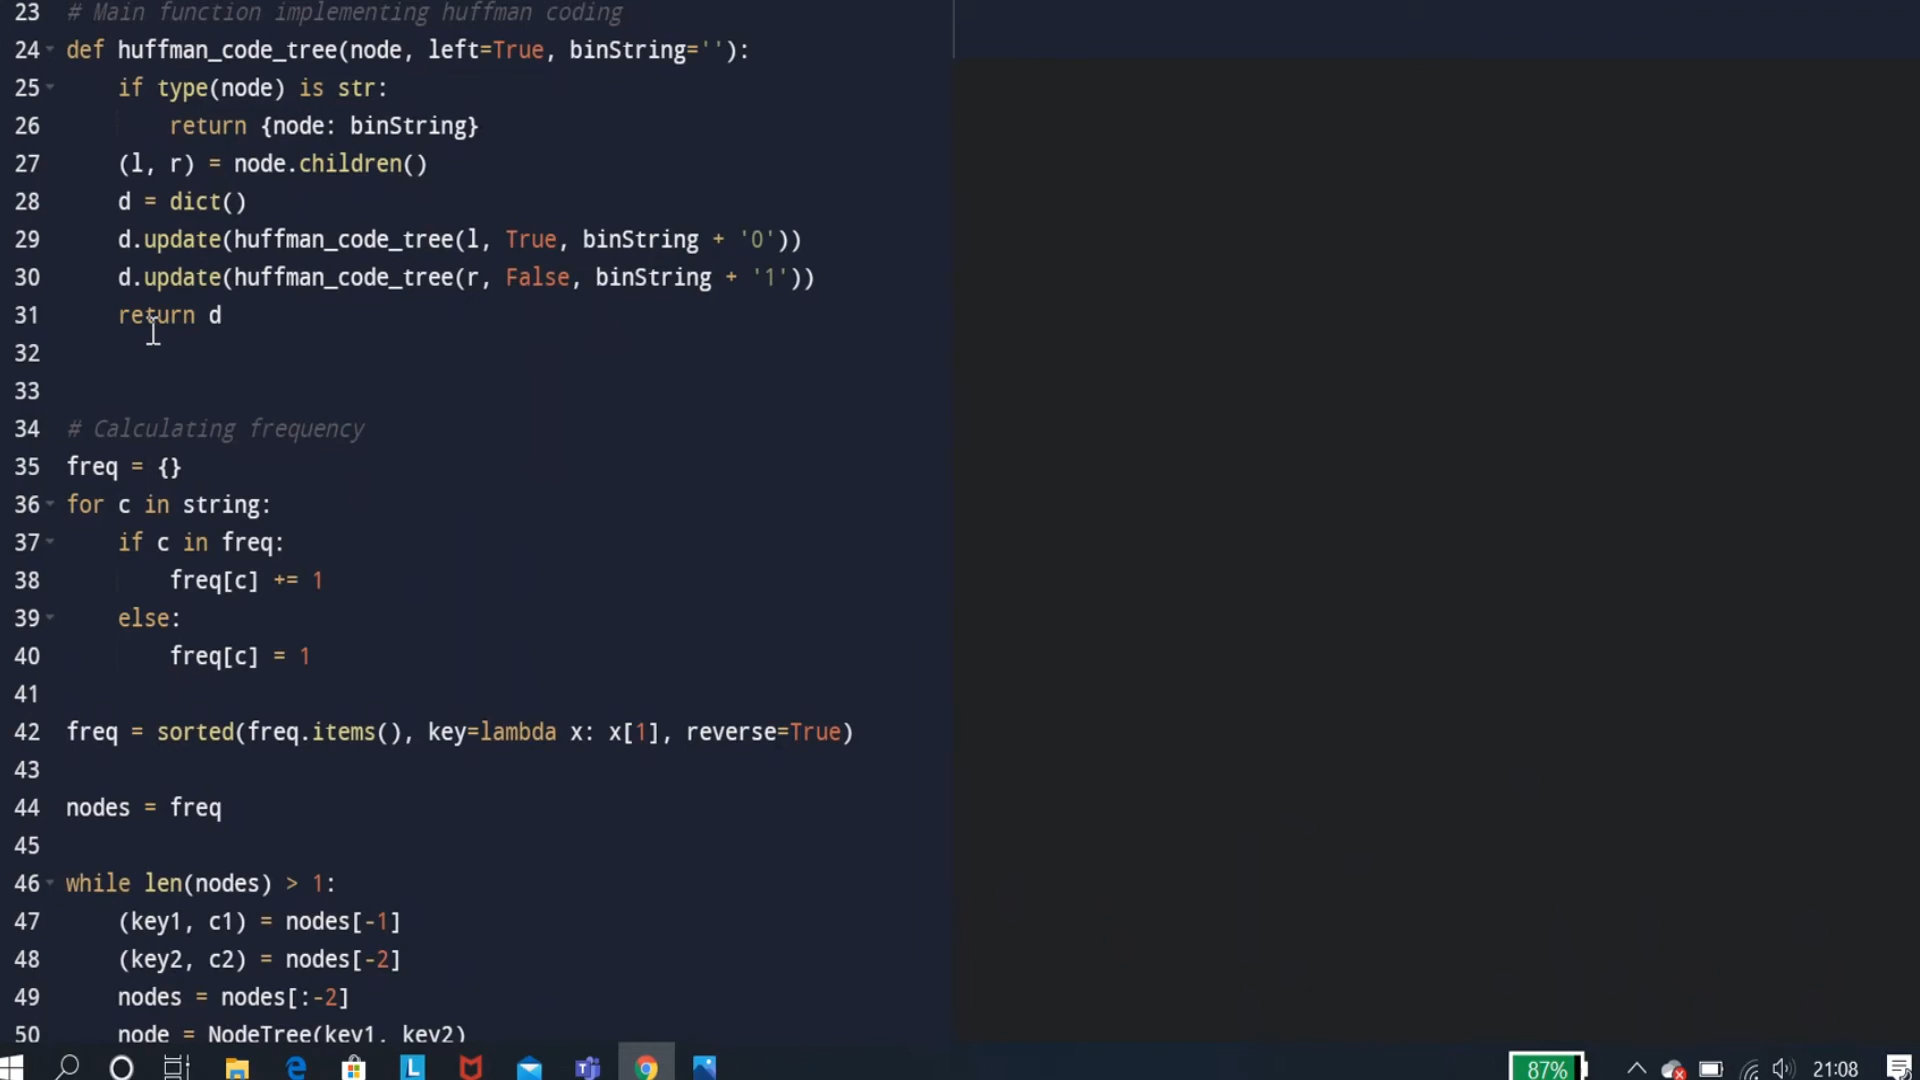 23 # Main function implementing huffman coding
24 def huffman_code_tree(node, left=True, binString=''):
25 if type(node) is str:
26 return {node: binString}
27 (l, r) = node.children()
28 d = dict()
29 d.update(huffman_code_tree(l, True, binString + '0'))
30 d.update(huffman_code_tree(r, False, binString + '1'))
31 return d
32
33
34 # Calculating frequency
35 freq = {}
36 for c in string:
37 if c in freq:
38 freq[c] += 1
39 else:
40 freq[c] = 1
41
42 freq = sorted(freq.items(), key=lambda x: x[1], reverse=True)
43
44 nodes = freq
45
46 while len(nodes) > 1:
47 (key1, c1) = nodes[-1]
48 (key2, c2) = nodes[-2]
49 nodes = nodes[:-2]
50 node = NodeTree(key1, key2)
L 87% 21:08